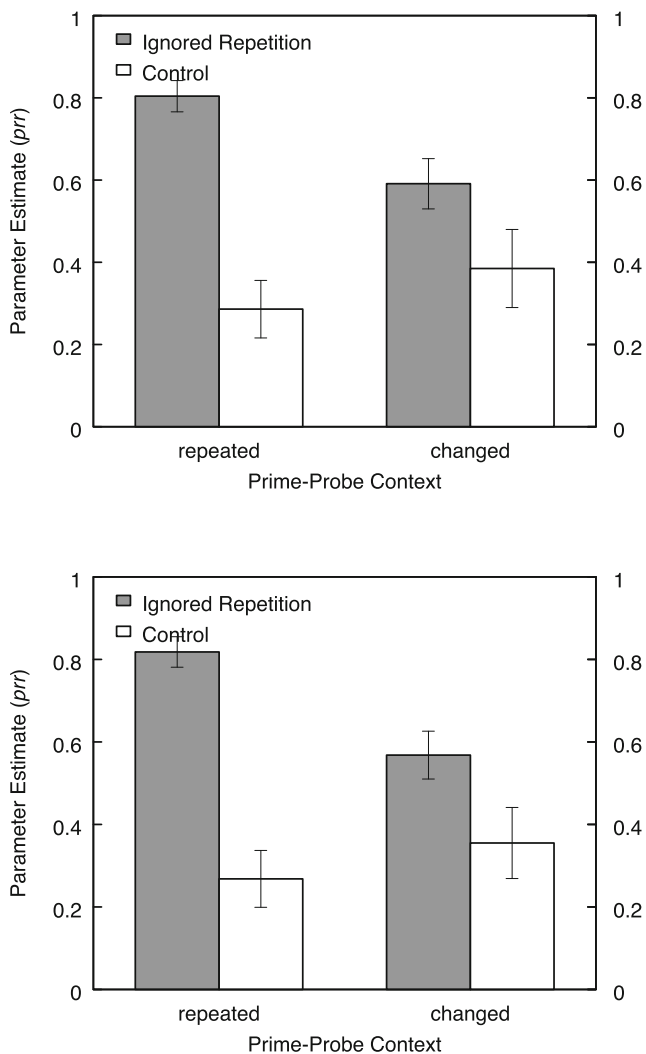 1 1
Ignored Repetition
Control
0.8 0.8
0.6 0.6
Parameter Estimate (prr)
0.4 0.4
0.2 0.2
0 0
repeated changed
Prime-Probe Context
1 1
Ignored Repetition
Control
0.8 0.8
0.6 0.6
Parameter Estimate (prr)
0.4 0.4
0.2 0.2
0 0
repeated changed
Prime-Probe Context